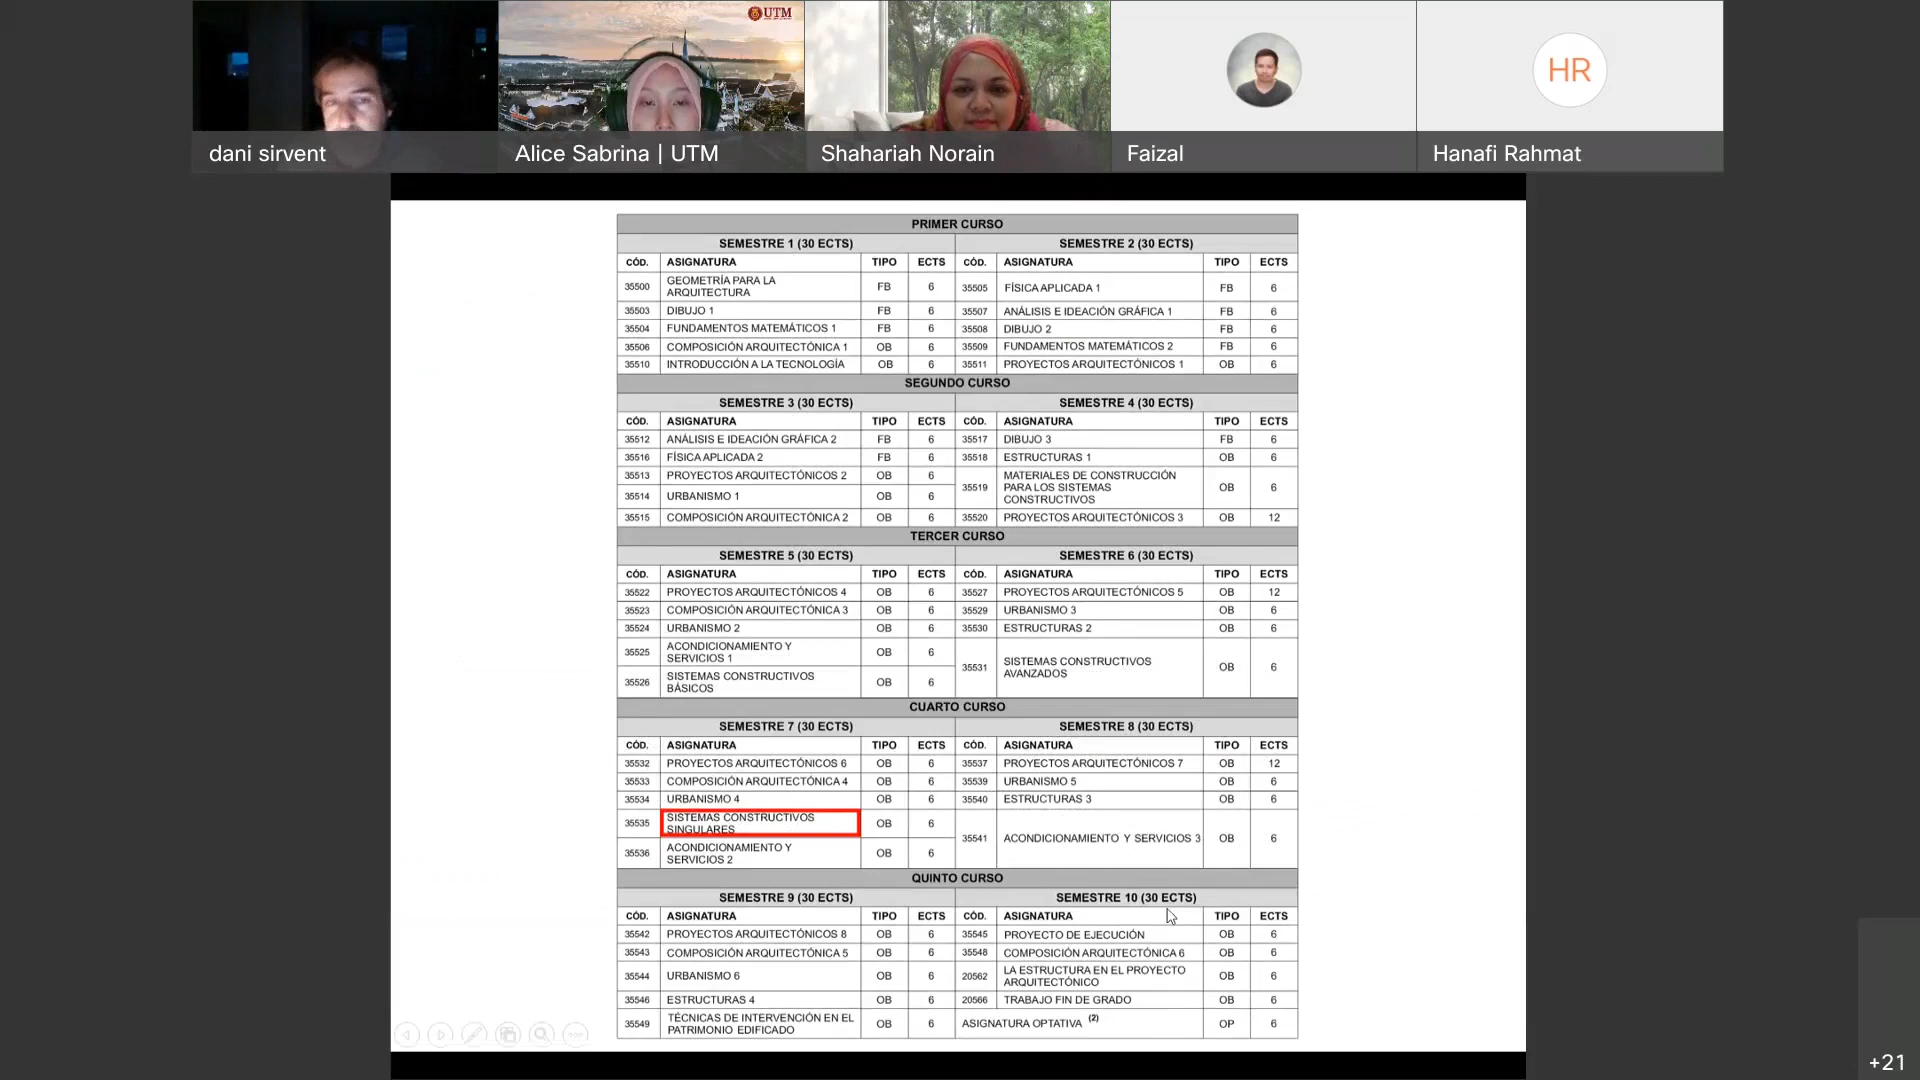 UTM
dani sirvent
Alice Sabrina | UTM
Shahariah Norain
Faizal
HR
Hanafi Rahmat
PRIMER CURSO
SEMESTRE 1 (30 ECTS) SEMESTRE 2 (30 ECTS)
CÓD. ASIGNATURA TIPO ECTS CÓD. ASIGNATURA TIPO ECTS
35500 GEOMETRÍA PARA LA
ARQUITECTURA FB 6 35505 FÍSICA APLICADA 1 FB 6
35503 DIBUJO 1 FB 6 35507 ANÁLISIS E IDEACIÓN GRÁFICA 1 FB 6
35504 FUNDAMENTOS MATEMÁTICOS 1 FB 6 35508 DIBUJO 2 FB 6
35506 COMPOSICIÓN ARQUITECTÓNICA 1 OB 6 35509 FUNDAMENTOS MATEMÁTICOS 2 FB 6
35510 INTRODUCCIÓN A LA TECNOLOGÍA OB 6 35511 PROYECTOS ARQUITECTÓNICOS 1 OB 6
SEGUNDO CURSO
SEMESTRE 3 (30 ECTS) SEMESTRE 4 (30 ECTS)
CÓD. ASIGNATURA TIPO ECTS CÓD. ASIGNATURA TIPO ECTS
35512 ANÁLISIS E IDEACIÓN GRÁFICA 2 FB 6 35517 DIBUJO 3 FB 6
35516 FÍSICA APLICADA 2 FB 6 35518 ESTRUCTURAS 1 OB 6
35513 PROYECTOS ARQUITECTÓNICOS 2 OB 6 35519 MATERIALES DE CONSTRUCCIÓN
PARA LOS SISTEMAS
CONSTRUCTIVOS OB 6
35514 URBANISMO 1 OB 6
35515 COMPOSICIÓN ARQUITECTÓNICA 2 OB 6 35520 PROYECTOS ARQUITECTÓNICOS 3 OB 12
TERCER CURSO
SEMESTRE 5 (30 ECTS) SEMESTRE 6 (30 ECTS)
CÓD. ASIGNATURA TIPO ECTS CÓD. ASIGNATURA TIPO ECTS
35522 PROYECTOS ARQUITECTÓNICOS 4 OB 6 35527 PROYECTOS ARQUITECTÓNICOS 5 OB 12
35523 COMPOSICIÓN ARQUITECTÓNICA 3 OB 6 35529 URBANISMO 3 OB 6
35524 URBANISMO 2 OB 6 35530 ESTRUCTURAS 2 OB 6
35525 ACONDICIONAMIENTO Y
SERVICIOS 1 OB 6 35531 SISTEMAS CONSTRUCTIVOS
AVANZADOS OB 6
35526 SISTEMAS CONSTRUCTIVOS
BÁSICOS OB 6
CUARTO CURSO
SEMESTRE 7 (30 ECTS) SEMESTRE 8 (30 ECTS)
CÓD. ASIGNATURA TIPO ECTS CÓD. ASIGNATURA TIPO ECTS
35532 PROYECTOS ARQUITECTÓNICOS 6 OB 6 35537 PROYECTOS ARQUITECTÓNICOS 7 OB 12
35533 COMPOSICIÓN ARQUITECTÓNICA 4 OB 6 35539 URBANISMO 5 OB 6
35534 URBANISMO 4 OB 6 35540 ESTRUCTURAS 3 OB 6
35535 SISTEMAS CONSTRUCTIVOS
SINGULARES OB 6 35541 ACONDICIONAMIENTO Y SERVICIOS 3 OB 6
35536 ACONDICIONAMIENTO Y
SERVICIOS 2 OB 6
QUINTO CURSO
SEMESTRE 9 (30 ECTS) SEMESTRE 10 (30 ECTS)
CÓD. ASIGNATURA TIPO ECTS CÓD. ASIGNATURA TIPO ECTS
35542 PROYECTOS ARQUITECTÓNICOS 8 OB 6 35545 PROYECTO DE EJECUCIÓN OB 6
35543 COMPOSICIÓN ARQUITECTÓNICA 5 OB 6 35548 COMPOSICIÓN ARQUITECTÓNICA 6 OB 6
35544 URBANISMO 6 OB 6 20562 LA ESTRUCTURA EN EL PROYECTO
ARQUITECTÓNICO OB 6
35546 ESTRUCTURAS 4 OB 6 20566 TRABAJO FIN DE GRADO OB 6
35549 TÉCNICAS DE INTERVENCIÓN EN EL
PATRIMONIO EDIFICADO OB 6 ASIGNATURA OPTATIVA (2) OP 6
+21